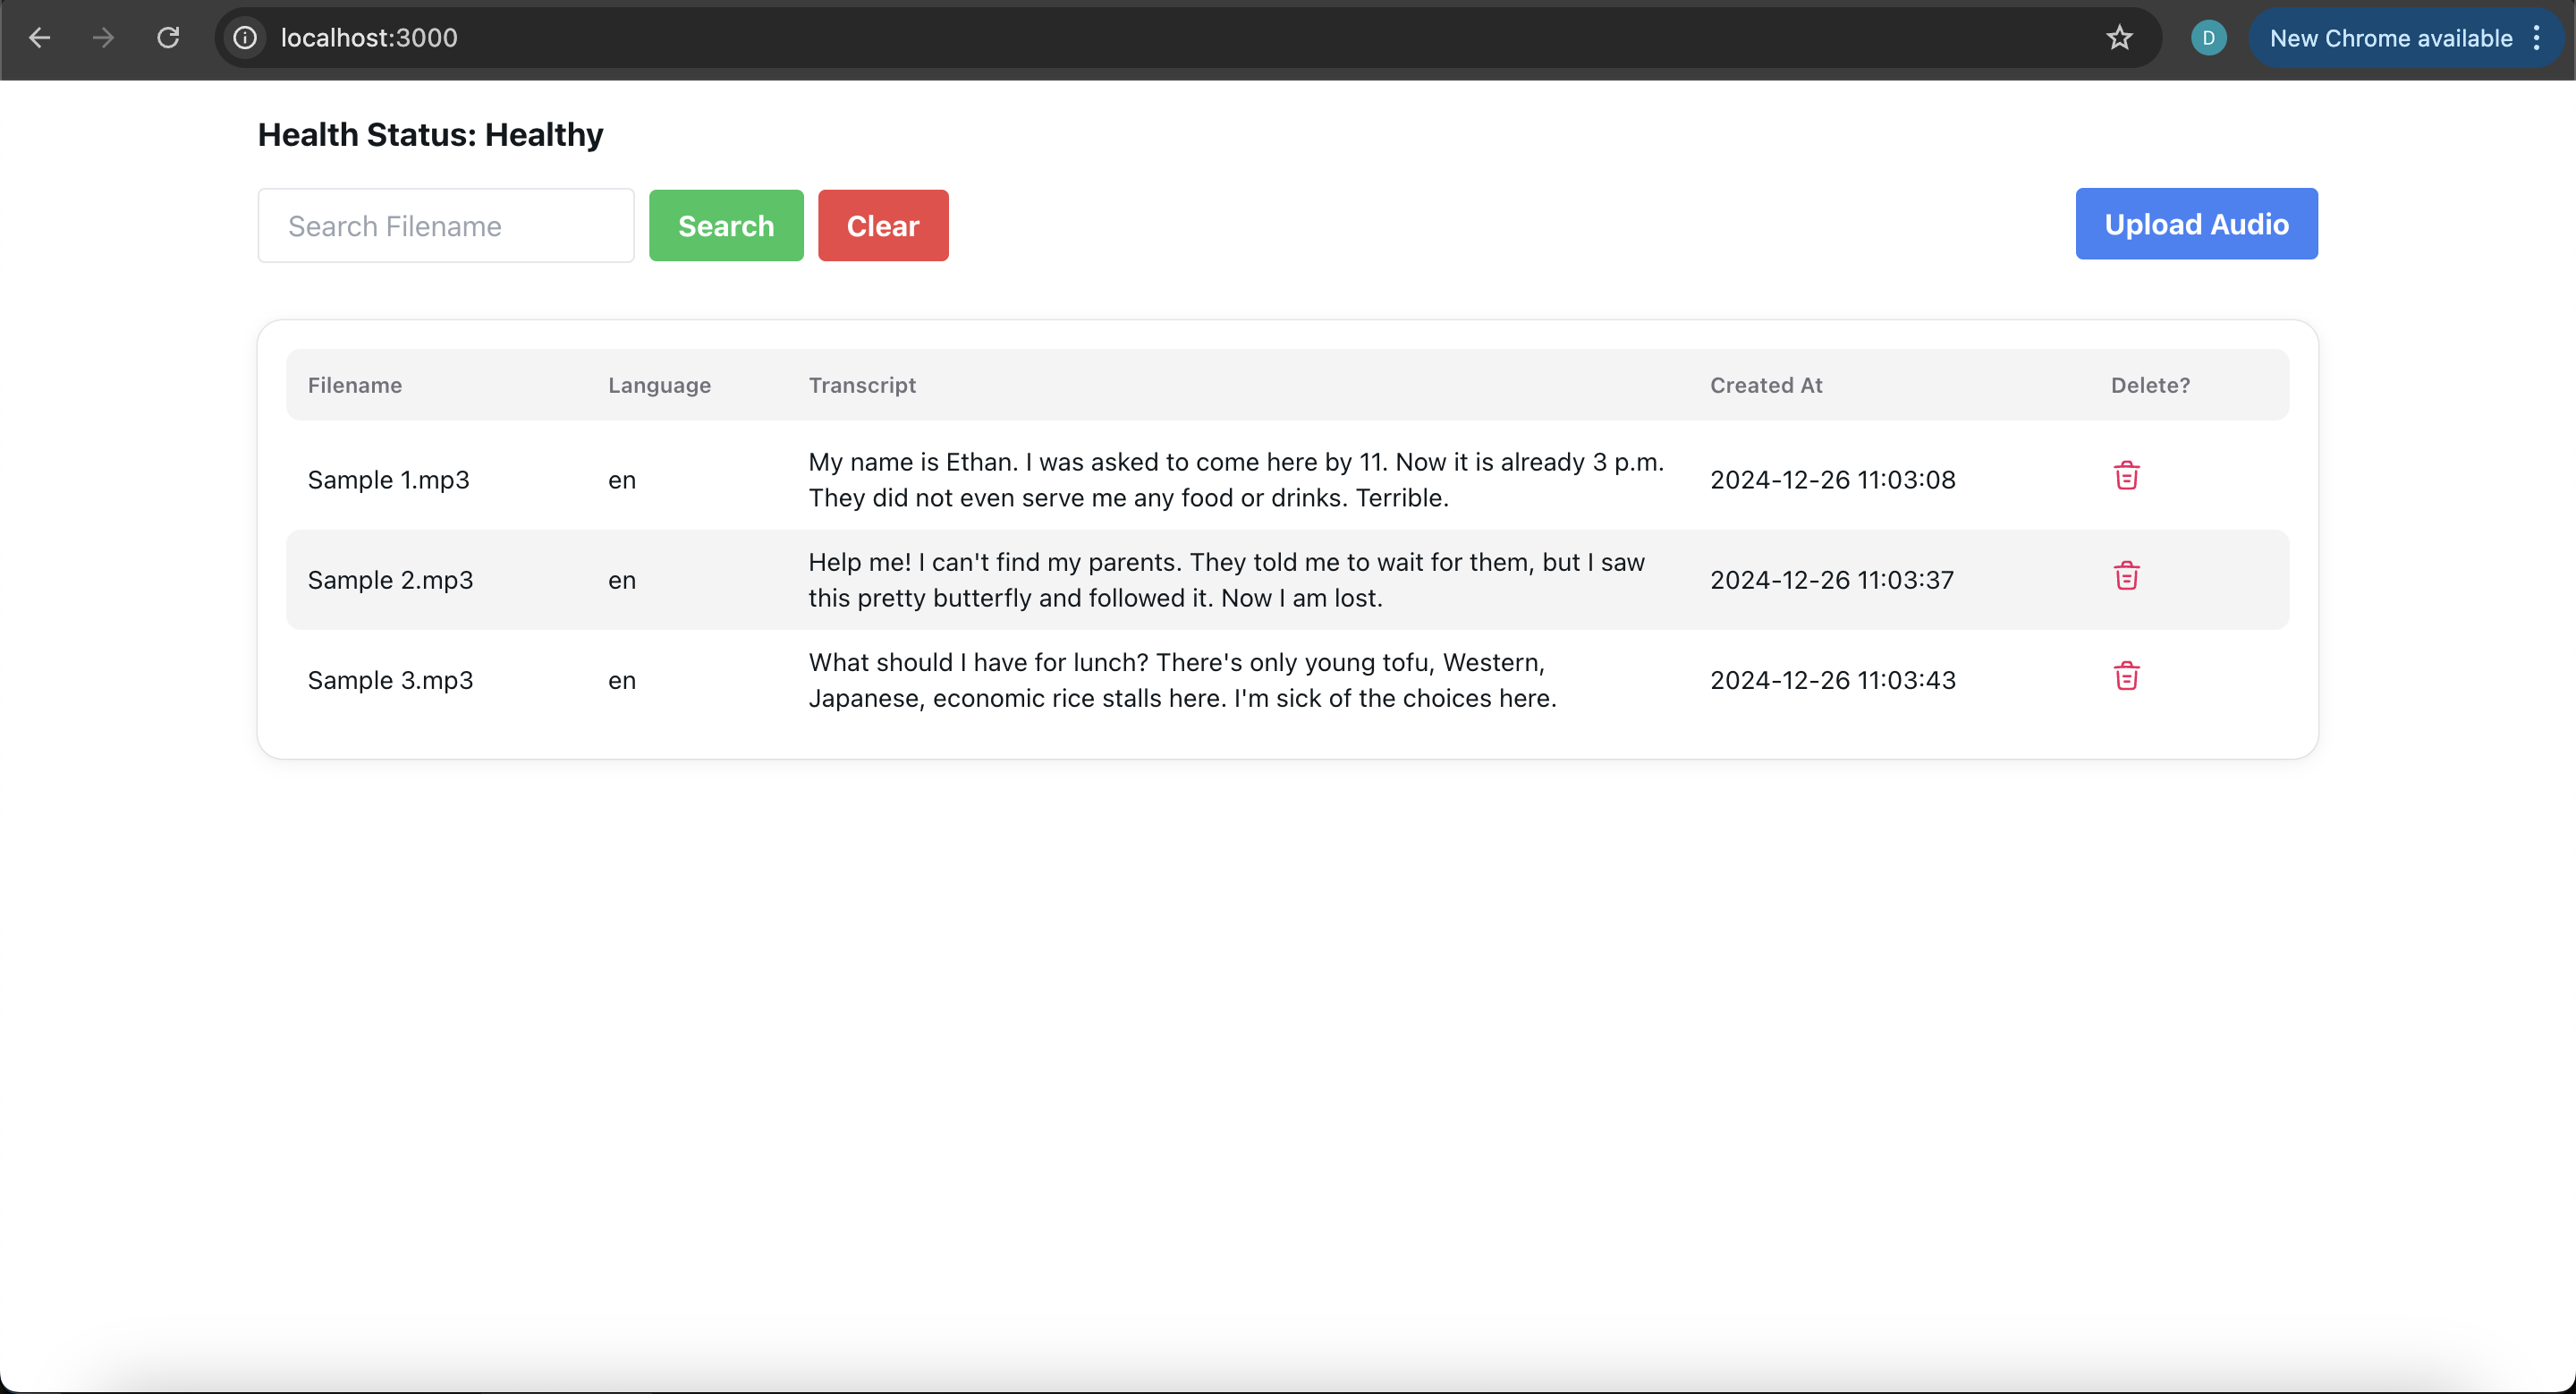 localhost:3000
D
New Chrome available
Health Status: Healthy
Search Filename
Search
Clear
Upload Audio
Filename Language Transcript Created At Delete?
Sample 1.mp3 en My name is Ethan. I was asked to come here by 11. Now it is already 3 p.m. 2024-12-26 11:03:08
They did not even serve me any food or drinks. Terrible.
Sample 2.mp3 en Help me! I can't find my parents. They told me to wait for them, but I saw 2024-12-26 11:03:37
this pretty butterfly and followed it. Now I am lost.
Sample 3.mp3 en What should I have for lunch? There's only young tofu, Western, 2024-12-26 11:03:43
Japanese, economic rice stalls here. I'm sick of the choices here.